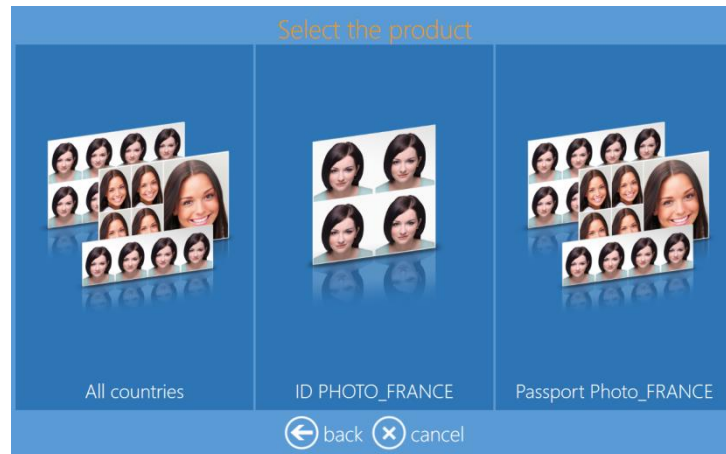 Select the product
All countries
ID PHOTO_FRANCE
Passport Photo_FRANCE
back cancel